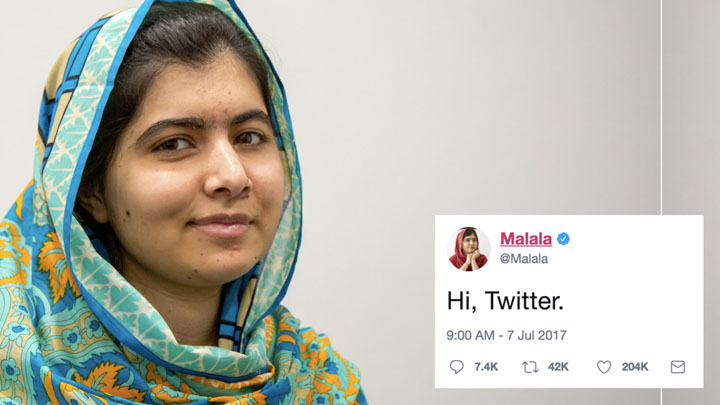 Malala
@Malala
Hi, Twitter.
9:00 AM - 7 Jul 2017
7.4K 42K 204K